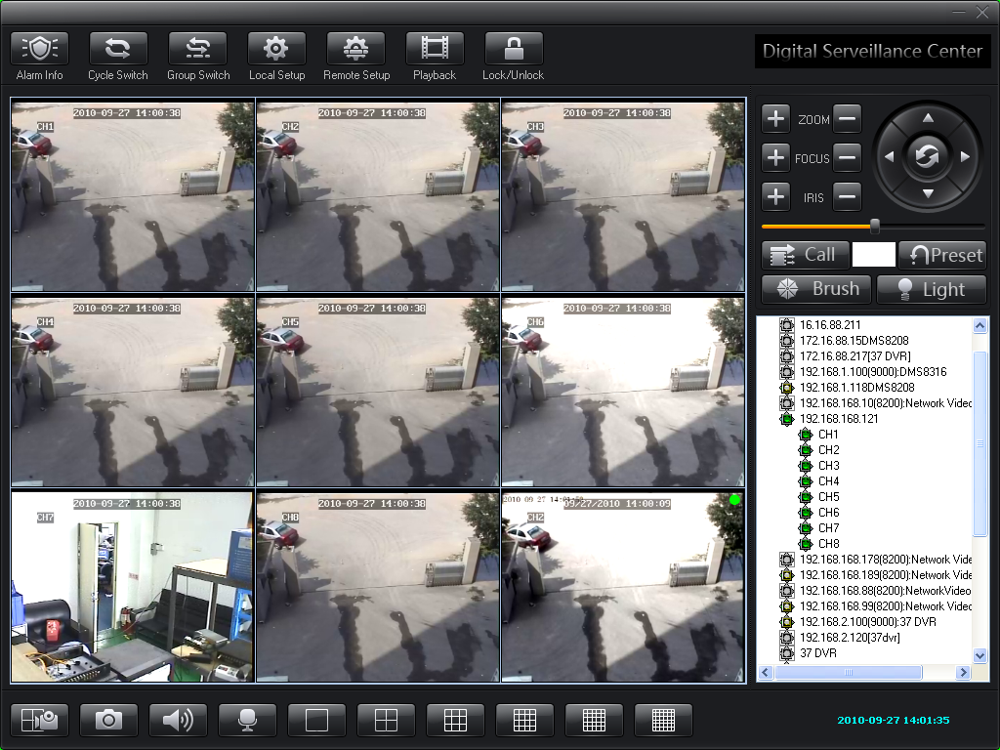 Digital Serveillance Center
Alarm Info
Cycle Switch
Group Switch
Local Setup
Remote Setup
Playback
Lock/Unlock
2010-09-27 14:00:38
CH1
2010-09-27 14:00:38
CH2
2010-09-27 14:00:38
CH3
2010-09-27 14:00:38
CH4
2010-09-27 14:00:38
CH5
2010-09-27 14:00:38
CH6
2010-09-27 14:00:38
CH7
2010-09-27 14:00:38
CH8
09/27/2010 14:00:09
CH2
ZOOM
FOCUS
IRIS
Call
Preset
Brush
Light
16.16.88.211
172.16.88.15DMS8208
172.16.88.217[37 DVR]
192.168.1.100(9000):DMS8316
192.168.1.118DMS8208
192.168.168.10(8200):Network Video
192.168.168.121
CH1
CH2
CH3
CH4
CH5
CH6
CH7
CH8
192.168.168.178(8200):Network Vide
192.168.168.189(8200):Network Vide
192.168.168.88(8200):NetworkVideo
192.168.168.99(8200):Network Video
192.168.2.100(9000):37 DVR
192.168.2.120[37dvr]
37 DVR
2010-09-27 14:01:35